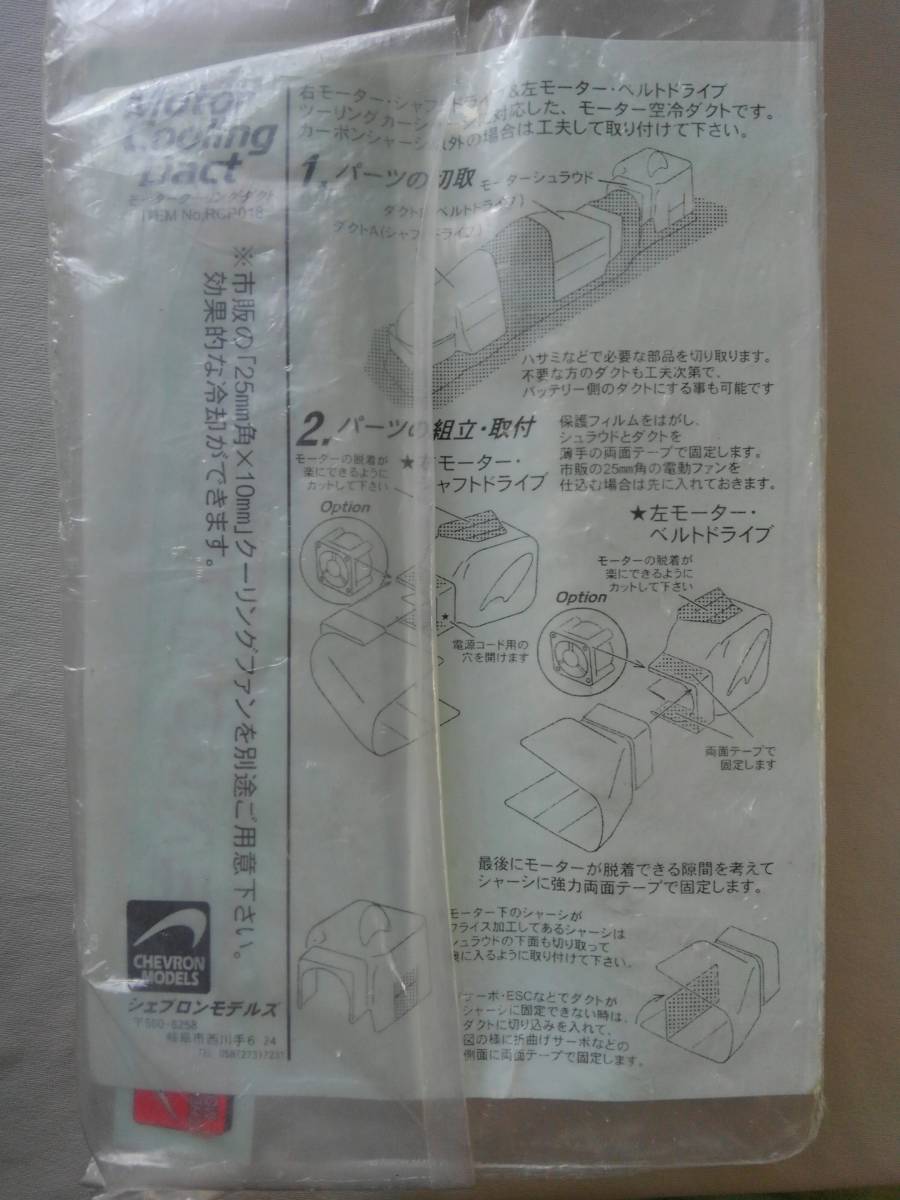 Motor
Cooling
Dact
モータークーリングダクト
ITEM No,RCP018
右モーター・シャフトドライブ&左モーター・ベルトドライブ
ツーリングカーシャーシに対応した、モーター空冷ダクトです。
カーボンシャーシ以外の場合は工夫して取り付けて下さい。
1, パーツの切取
モーターシュラウド
ダクトB(ベルトドライブ)
ダクトA(シャフトドライブ)
ハサミなどで必要な部品を切り取ります。
不要な方のダクトも工夫次第で、
バッテリー側のダクトにする事も可能です
※市販の「25mm角×10mm」クーリングファンを別途ご用意下さい。
効果的な冷却ができます。
2, パーツの組立・取付
保護フィルムをはがし、
シュラウドとダクトを
薄手の両面テープで固定します。
市販の25mm角の電動ファンを
仕込む場合は先に入れておきます。
モーターの脱着が
楽にできるように
カットして下さい
★右モーター・
シャフトドライブ
Option
電源コード用の
穴を開けます
★左モーター・
ベルトドライブ
モーターの脱着が
楽にできるように
カットして下さい
Option
両面テープで
固定します
最後にモーターが脱着できる隙間を考えて
シャーシに強力両面テープで固定します。
モーター下のシャーシが
フライス加工してあるシャーシは
シュラウドの下面も切り取って
奥に入るように取り付けて下さい。
サーボ・ESCなどでダクトが
シャーシに固定できない時は、
ダクトに切り込みを入れて、
図の様に折曲げサーボなどの
側面に両面テープで固定します。
CHEVRON
MODELS
シェブロンモデルズ
〒500-8258
岐阜市西川手6 24
TEL 058(273)7231